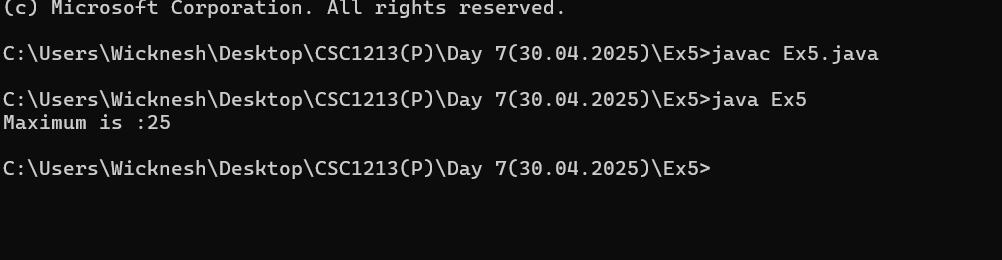 (c) Microsoft Corporation. All rights reserved.
C:\Users\Wicknesh\Desktop\CSC1213(P)\Day 7(30.04.2025)\Ex5>javac Ex5.java
C:\Users\Wicknesh\Desktop\CSC1213(P)\Day 7(30.04.2025)\Ex5>java Ex5
Maximum is :25
C:\Users\Wicknesh\Desktop\CSC1213(P)\Day 7(30.04.2025)\Ex5>